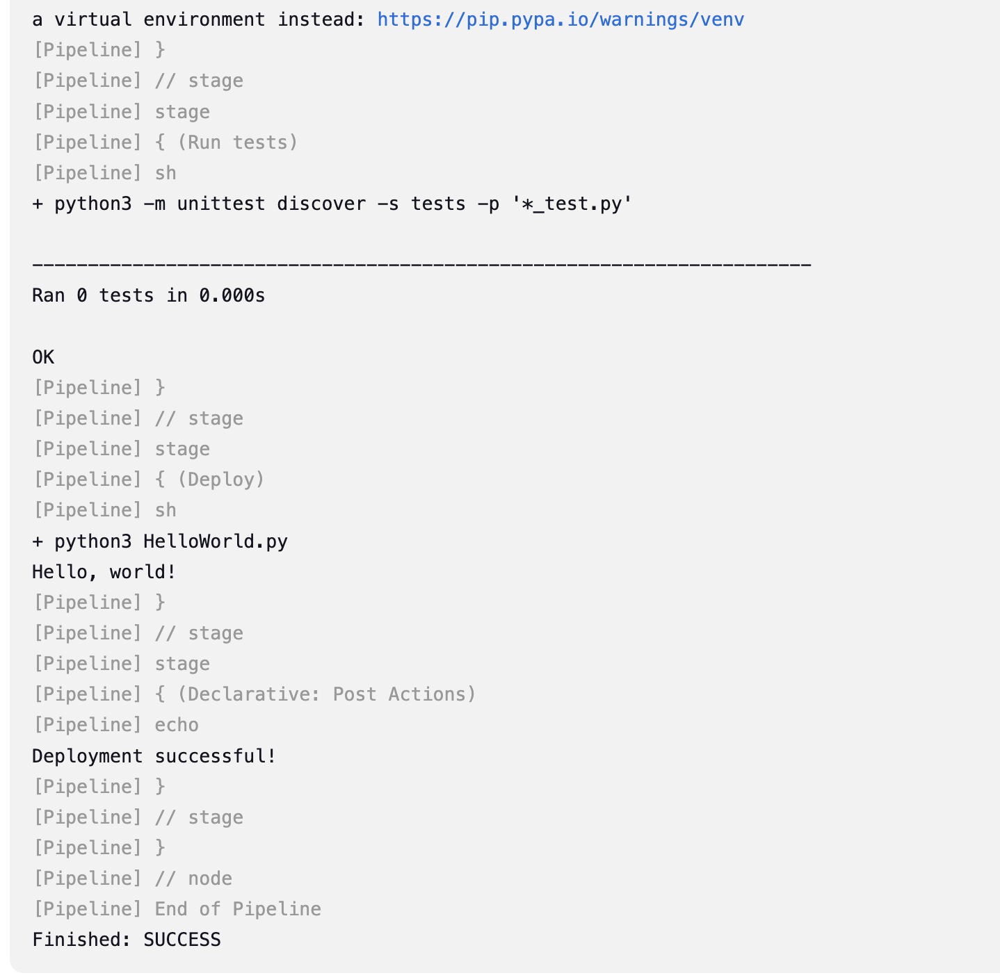 a virtual environment instead: https://pip.pypa.io/warnings/venv
[Pipeline] }
[Pipeline] // stage
[Pipeline] stage
[Pipeline] { (Run tests)
[Pipeline] sh
+ python3 -m unittest discover -s tests -p '*_test.py'
----------------------------------------------------------------------
Ran 0 tests in 0.000s
OK
[Pipeline] }
[Pipeline] // stage
[Pipeline] stage
[Pipeline] { (Deploy)
[Pipeline] sh
+ python3 HelloWorld.py
Hello, world!
[Pipeline] }
[Pipeline] // stage
[Pipeline] stage
[Pipeline] { (Declarative: Post Actions)
[Pipeline] echo
Deployment successful!
[Pipeline] }
[Pipeline] // stage
[Pipeline] }
[Pipeline] // node
[Pipeline] End of Pipeline
Finished: SUCCESS